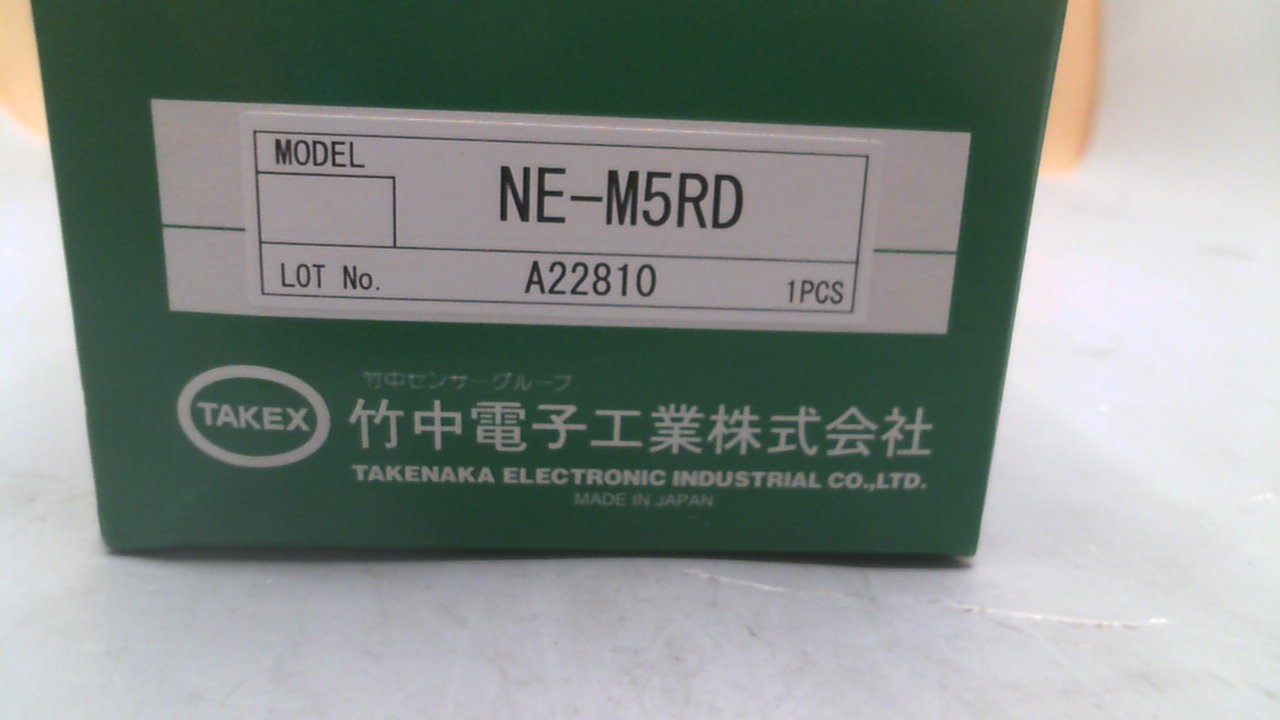 MODEL
NE-M5RD
LOT No. A22810 1PCS
竹中センサーグループ
TAKEX 竹中電子工業株式会社
TAKENAKA ELECTRONIC INDUSTRIAL CO.,LTD.
MADE IN JAPAN